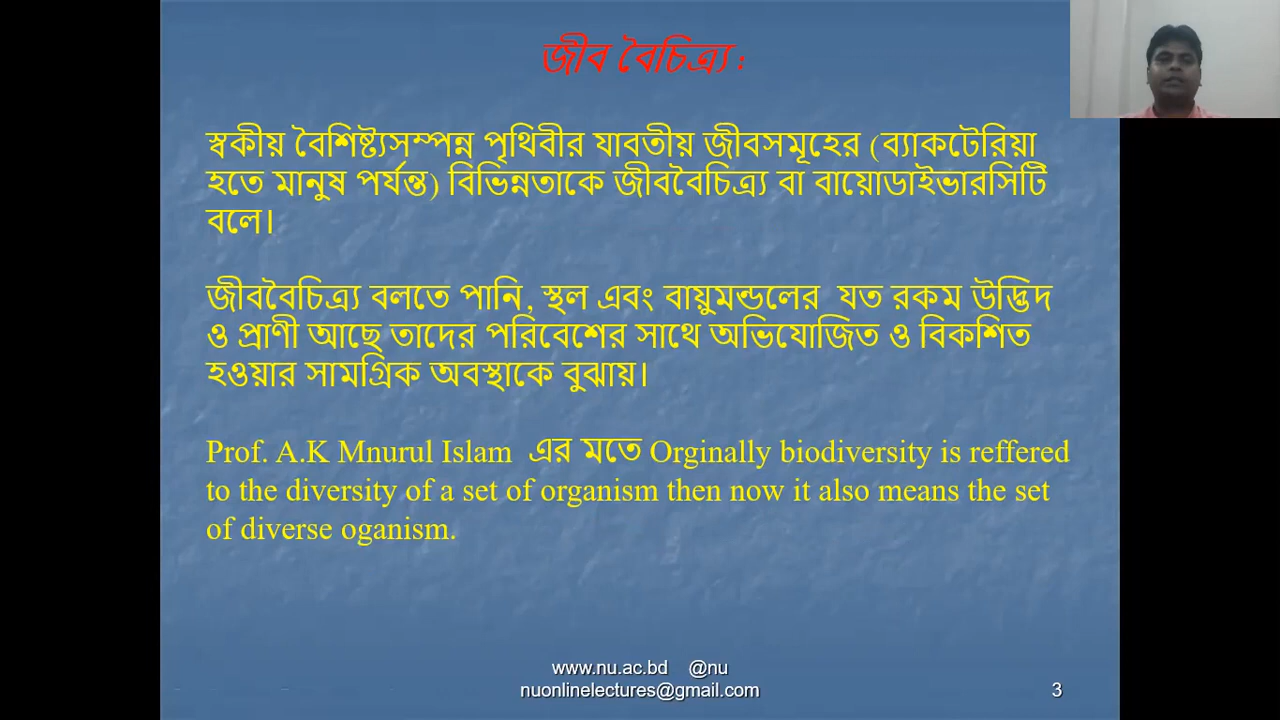 জীব বৈচিত্র্য :
স্বকীয় বৈশিষ্ট্যসম্পন্ন পৃথিবীর যাবতীয় জীবসমূহের (ব্যাকটেরিয়া
হতে মানুষ পর্যন্ত) বিভিন্নতাকে জীববৈচিত্র্য বা বায়োডাইভারসিটি
বলে।
জীববৈচিত্র্য বলতে পানি, স্থল এবং বায়ুমন্ডলের যত রকম উদ্ভিদ
ও প্রাণী আছে তাদের পরিবেশের সাথে অভিযোজিত ও বিকশিত
হওয়ার সামগ্রিক অবস্থাকে বুঝায়।
Prof. A.K Mnurul Islam এর মতে Orginally biodiversity is reffered
to the diversity of a set of organism then now it also means the set
of diverse oganism.
www.nu.ac.bd @nu
nuonlinelectures@gmail.com
3